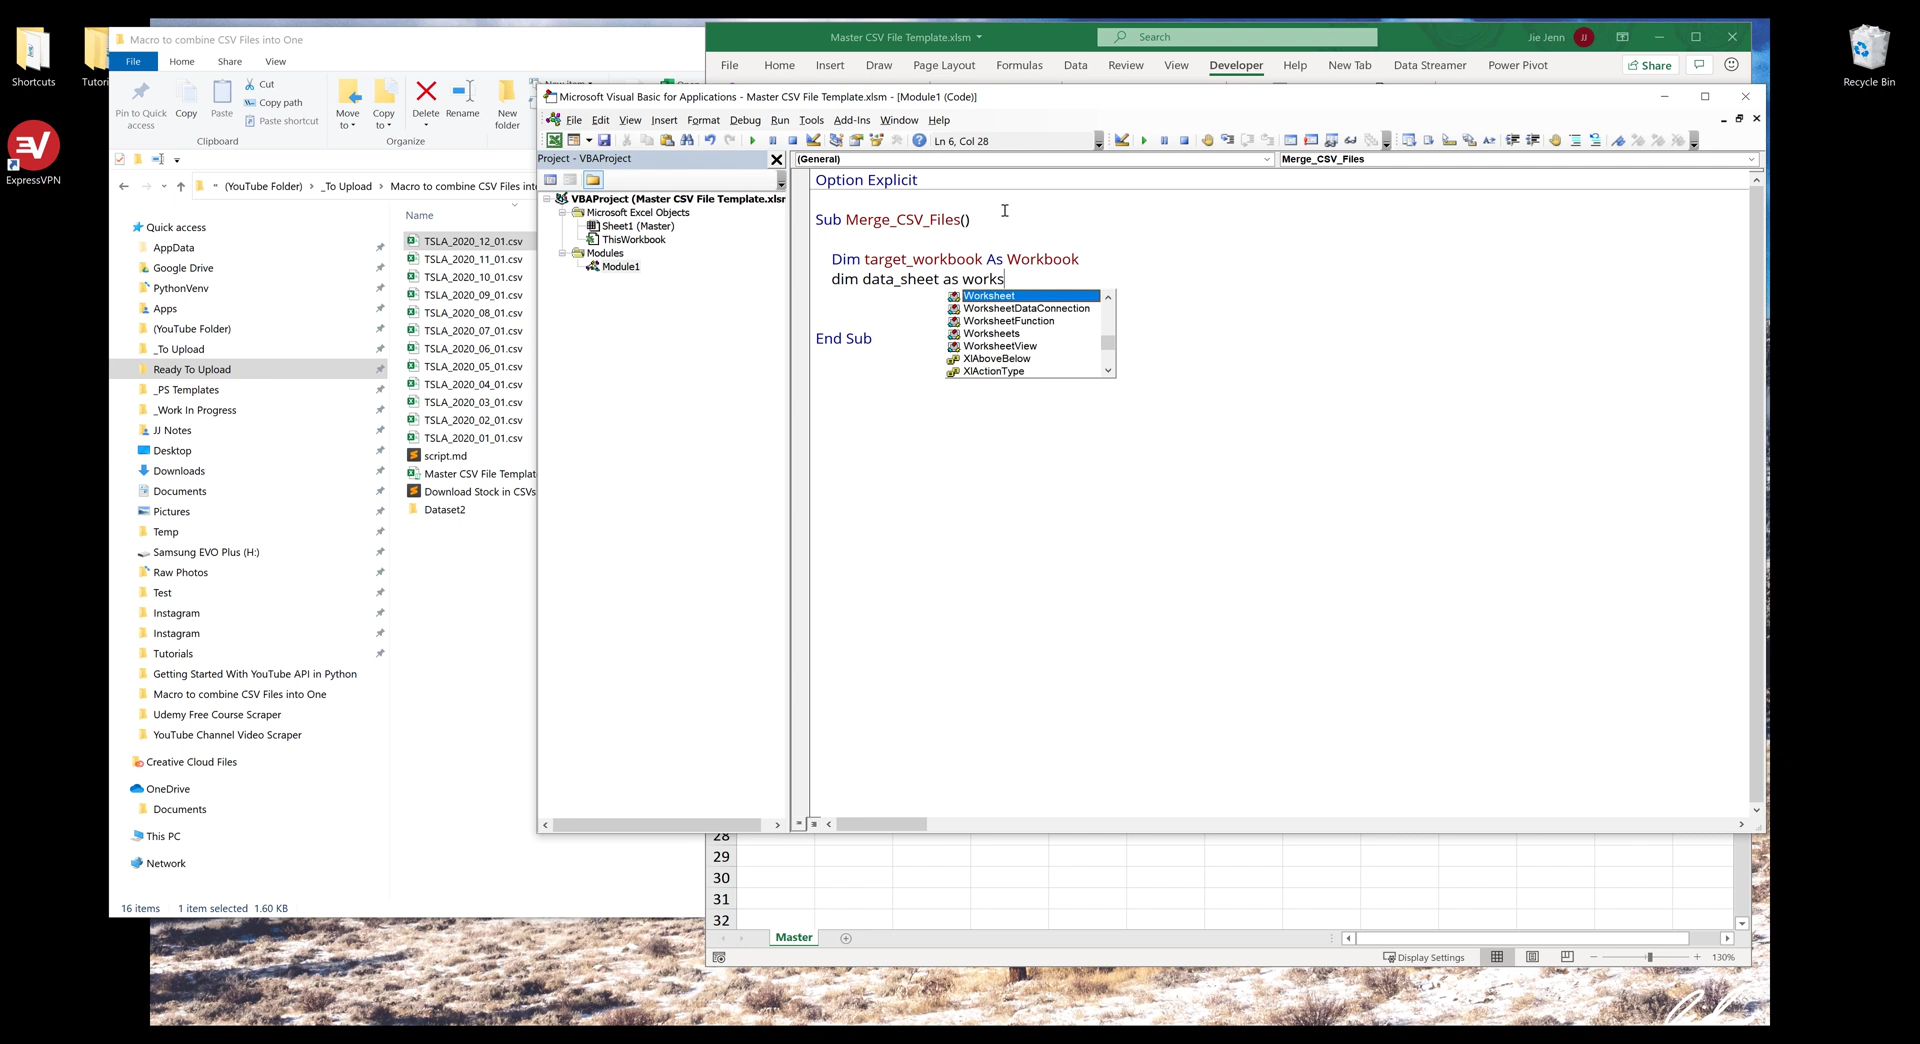 Shortcuts
Tutori
ExpressVPN
Recycle Bin
Macro to combine CSV Files into One
File Home Share View
Pin to Quick access
Copy
Paste
Cut
Copy path
Paste shortcut
Clipboard
Move to
Copy to
Delete
Rename
New folder
Organize
(YouTube Folder) › _To Upload › Macro to combine CSV Files int
Quick access
AppData
Google Drive
PythonVenv
Apps
(YouTube Folder)
_To Upload
Ready To Upload
_PS Templates
_Work In Progress
JJ Notes
Desktop
Downloads
Documents
Pictures
Temp
Samsung EVO Plus (H:)
Raw Photos
Test
Instagram
Instagram
Tutorials
Getting Started With YouTube API in Python
Macro to combine CSV Files into One
Udemy Free Course Scraper
YouTube Channel Video Scraper
Creative Cloud Files
OneDrive
Documents
This PC
Network
Name
TSLA_2020_12_01.csv
TSLA_2020_11_01.csv
TSLA_2020_10_01.csv
TSLA_2020_09_01.csv
TSLA_2020_08_01.csv
TSLA_2020_07_01.csv
TSLA_2020_06_01.csv
TSLA_2020_05_01.csv
TSLA_2020_04_01.csv
TSLA_2020_03_01.csv
TSLA_2020_02_01.csv
TSLA_2020_01_01.csv
script.md
Master CSV File Templat
Download Stock in CSVs
Dataset2
16 items 1 item selected 1.60 KB
Master CSV File Template.xlsm
Search
Jie Jenn JJ
File Home Insert Draw Page Layout Formulas Data Review View Developer Help New Tab Data Streamer Power Pivot Share
Microsoft Visual Basic for Applications - Master CSV File Template.xlsm - [Module1 (Code)]
File Edit View Insert Format Debug Run Tools Add-Ins Window Help
Ln 6, Col 28
Project - VBAProject
VBAProject (Master CSV File Template.xlsr
Microsoft Excel Objects
Sheet1 (Master)
ThisWorkbook
Modules
Module1
(General)
Merge_CSV_Files
Option Explicit
Sub Merge_CSV_Files()
Dim target_workbook As Workbook
dim data_sheet as works
Worksheet
WorksheetDataConnection
WorksheetFunction
Worksheets
WorksheetView
XlAboveBelow
XlActionType
End Sub
28
29
30
31
32
Master
Display Settings
130%